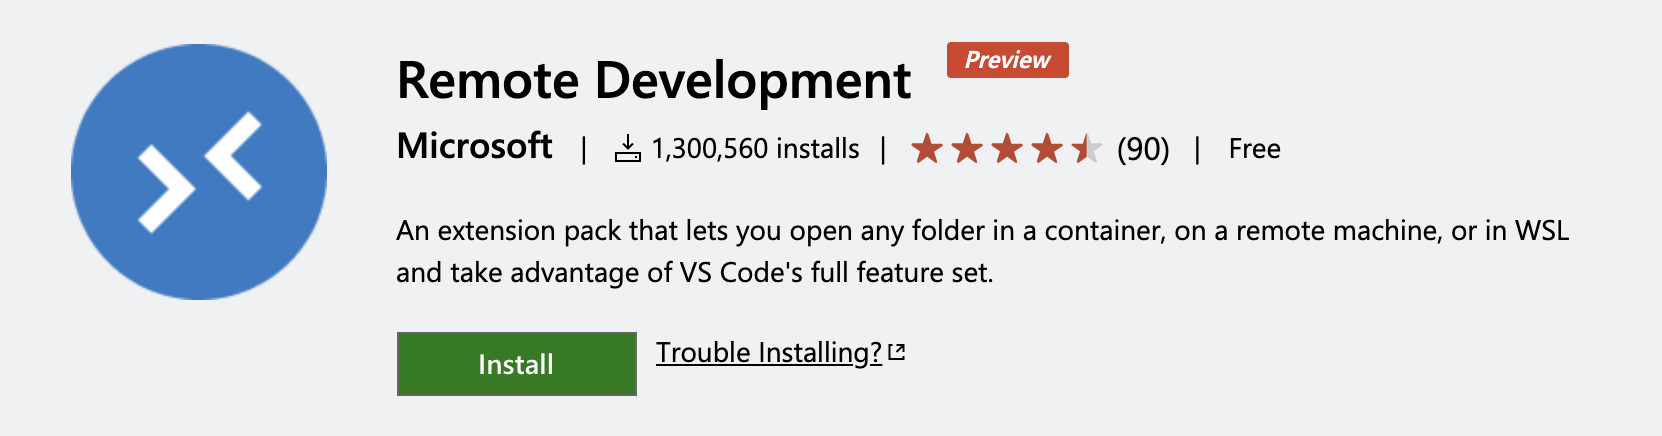 Remote Development Preview
Microsoft | 1,300,560 installs | (90) | Free
An extension pack that lets you open any folder in a container, on a remote machine, or in WSL
and take advantage of VS Code's full feature set.
Install Trouble Installing?